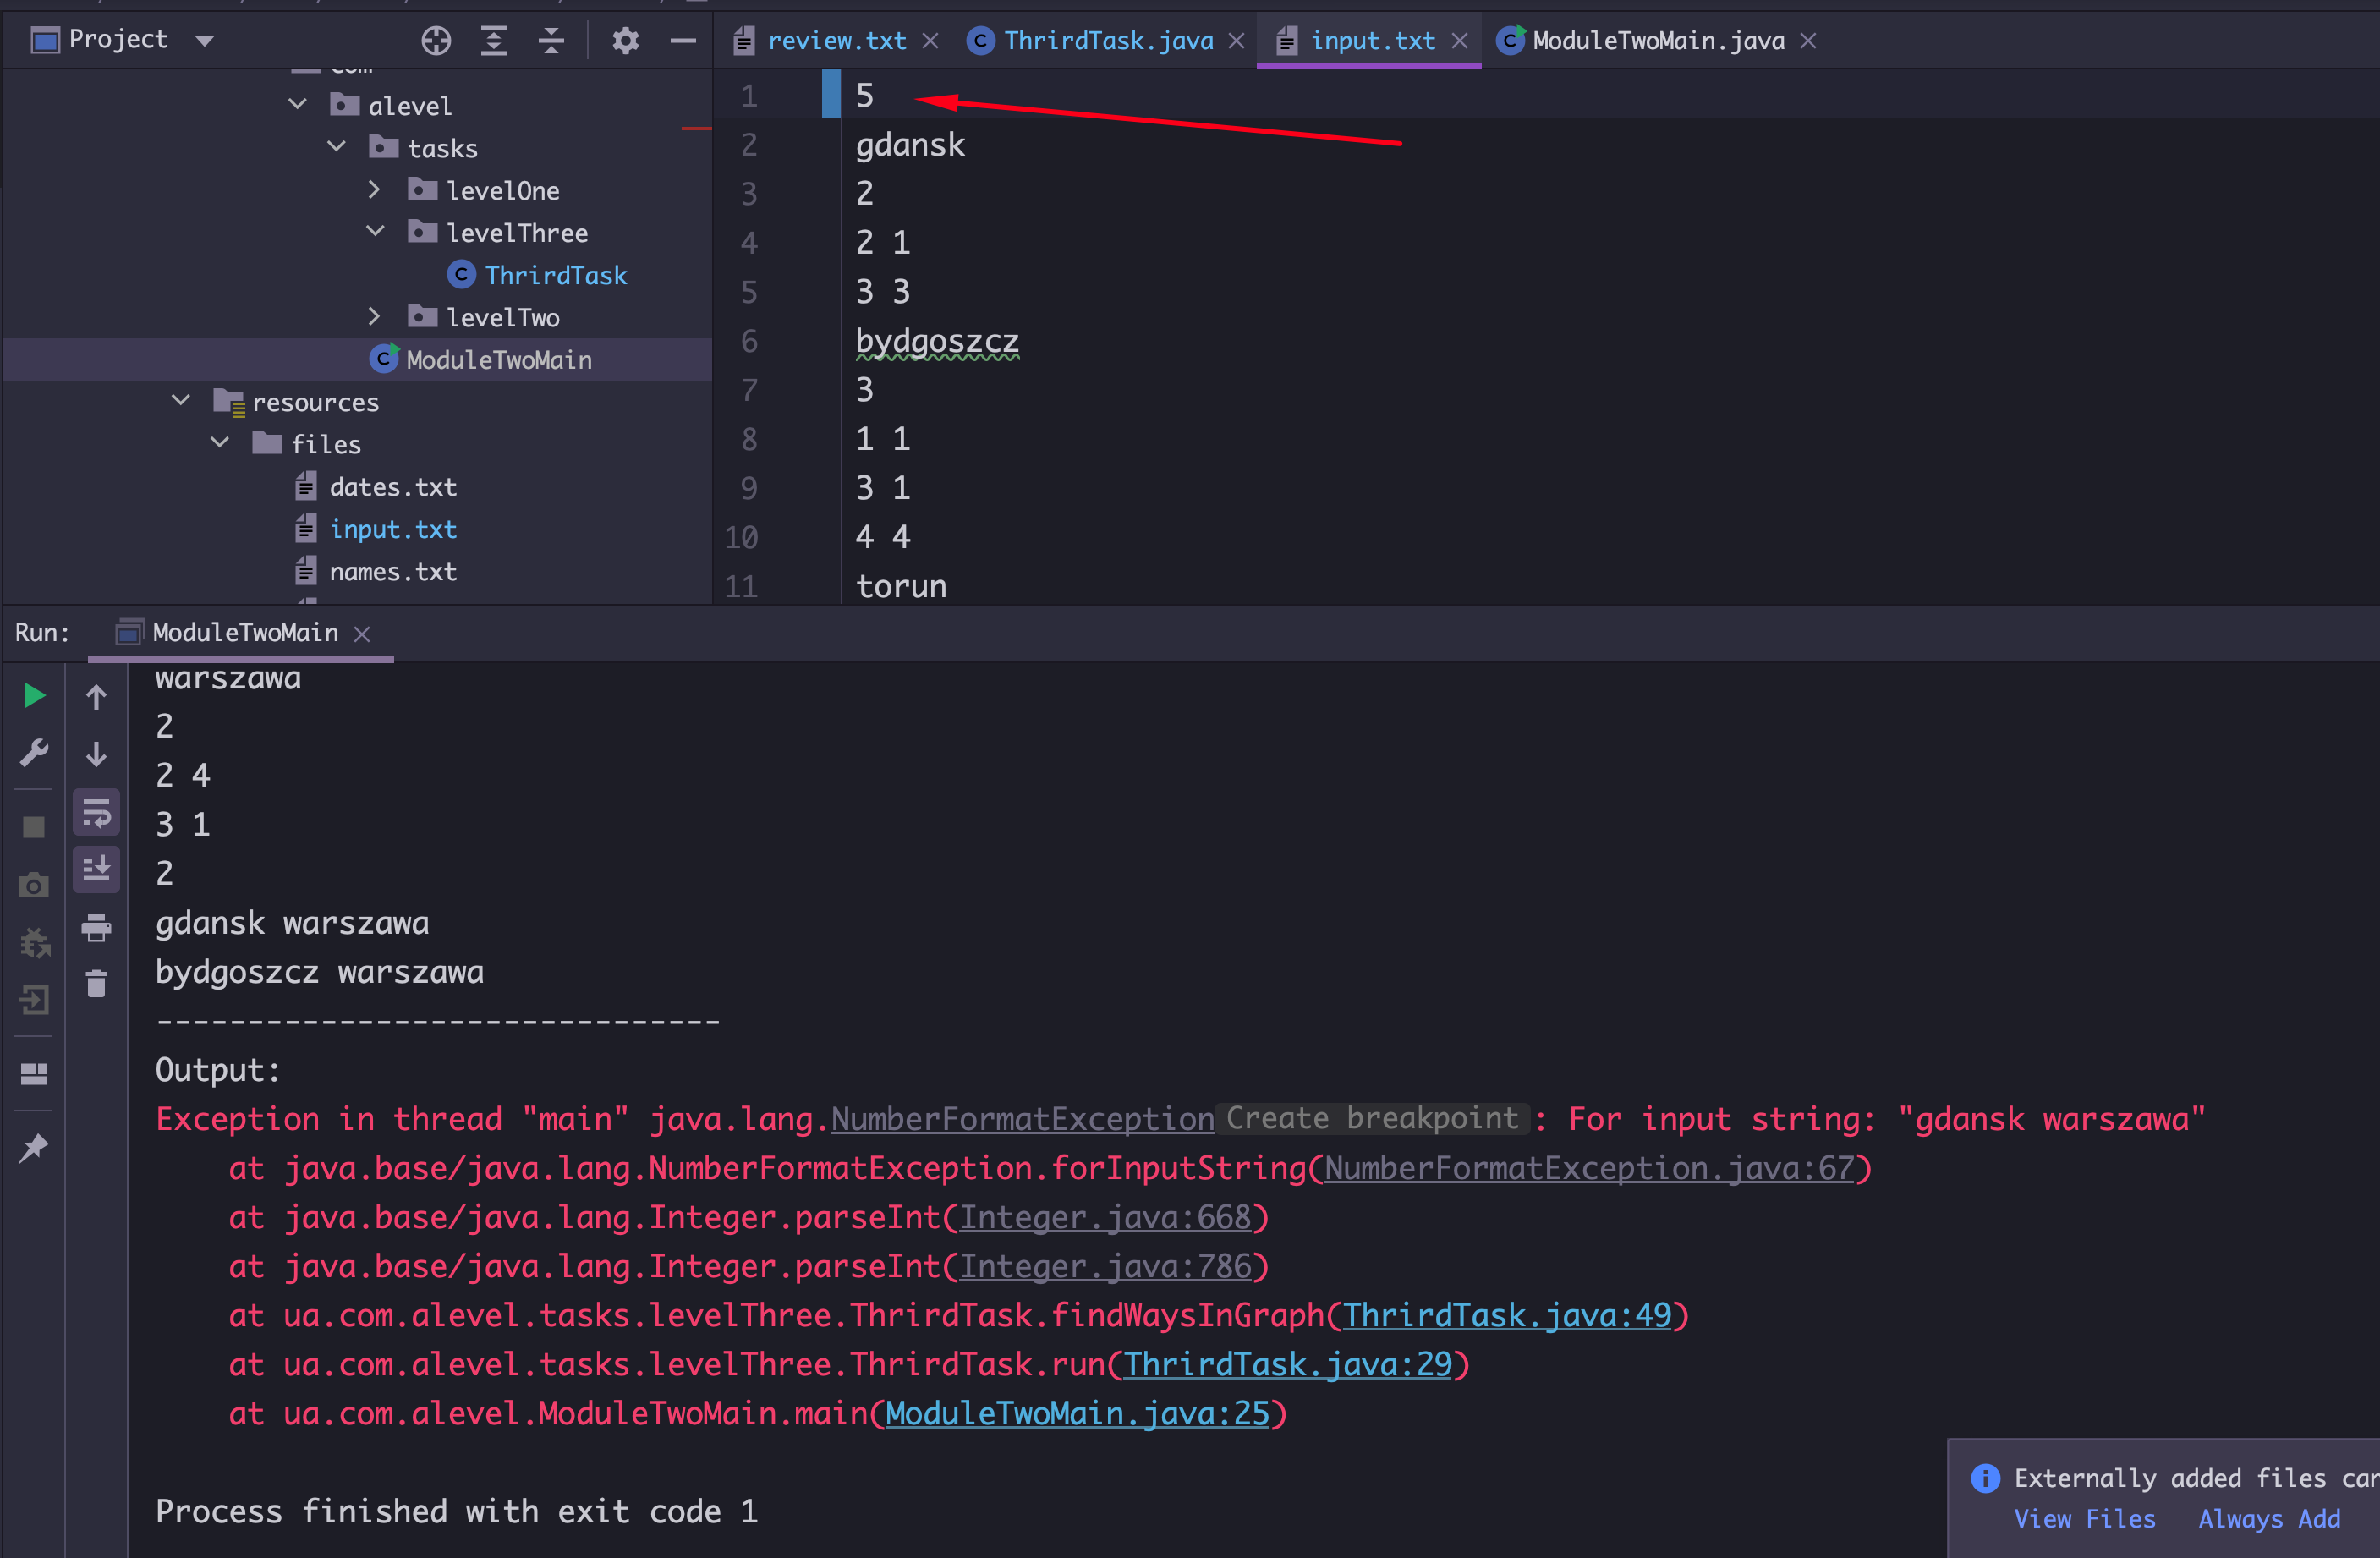 Project
review.txt
ThrirdTask.java
input.txt
ModuleTwoMain.java
com
alevel
tasks
levelOne
levelThree
ThrirdTask
levelTwo
ModuleTwoMain
resources
files
dates.txt
input.txt
names.txt
1 5
2 gdansk
3 2
4 2 1
5 3 3
6 bydgoszcz
7 3
8 1 1
9 3 1
10 4 4
11 torun
Run: ModuleTwoMain
warszawa
2
2 4
3 1
2
gdansk warszawa
bydgoszcz warszawa
-------------------------------
Output:
Exception in thread "main" java.lang.NumberFormatException Create breakpoint : For input string: "gdansk warszawa"
at java.base/java.lang.NumberFormatException.forInputString(NumberFormatException.java:67)
at java.base/java.lang.Integer.parseInt(Integer.java:668)
at java.base/java.lang.Integer.parseInt(Integer.java:786)
at ua.com.alevel.tasks.levelThree.ThrirdTask.findWaysInGraph(ThrirdTask.java:49)
at ua.com.alevel.tasks.levelThree.ThrirdTask.run(ThrirdTask.java:29)
at ua.com.alevel.ModuleTwoMain.main(ModuleTwoMain.java:25)
Process finished with exit code 1
Externally added files can
View Files Always Add